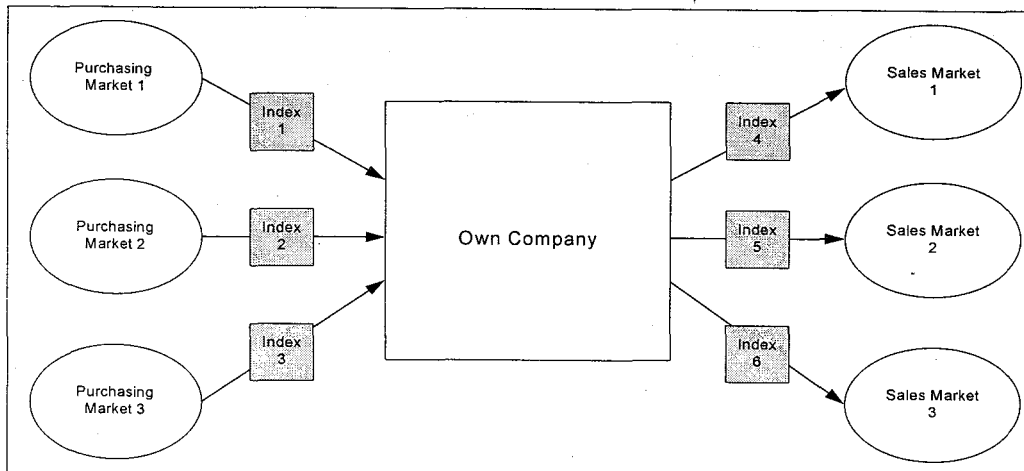 Purchasing
Market 1
Index
1
Purchasing
Market 2
Index
2
Purchasing
Market 3
Index
3
Own Company
Index
4
Sales Market
1
Index
5
Sales Market
2
Index
6
Sales Market
3